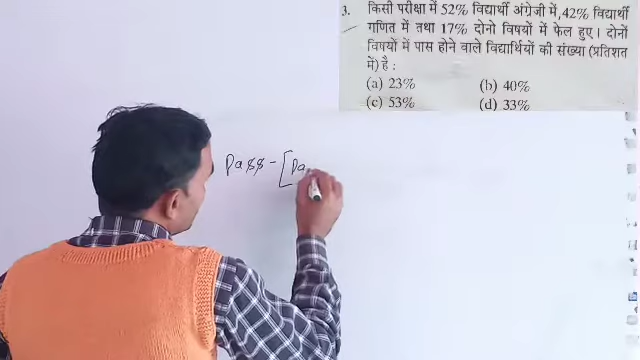 3. किसी परीक्षा में 52% विद्यार्थी अंग्रेजी में, 42% विद्यार्थी
गणित में तथा 17% दोनो विषयों में फेल हुए। दोनों
विषयों में पास होने वाले विद्यार्थियों की संख्या (प्रतिशत
में) है :
(a) 23% (b) 40%
(c) 53% (d) 33%
Pass - [Pa